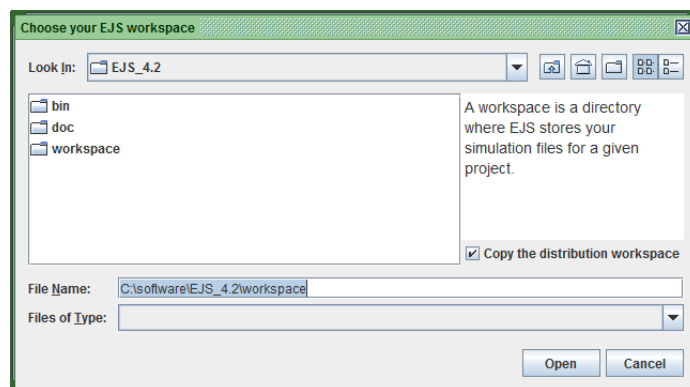 Choose your EJS workspace
Look In: EJS_4.2
bin
doc
workspace
A workspace is a directory
where EJS stores your
simulation files for a given
project.
Copy the distribution workspace
File Name: C:\software\EJS_4.2\workspace
Files of Type:
Open Cancel